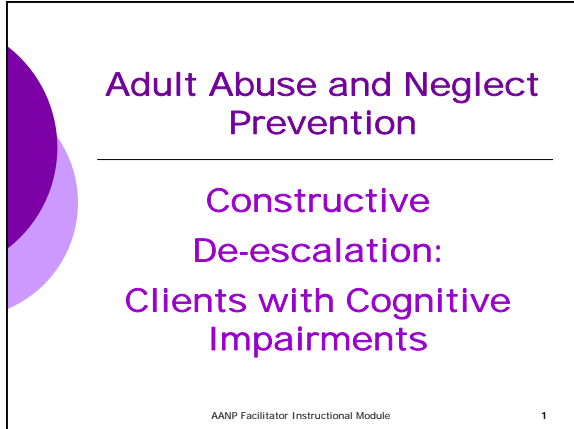 Adult Abuse and Neglect
Prevention
Constructive
De-escalation:
Clients with Cognitive
Impairments
AANP Facilitator Instructional Module
1